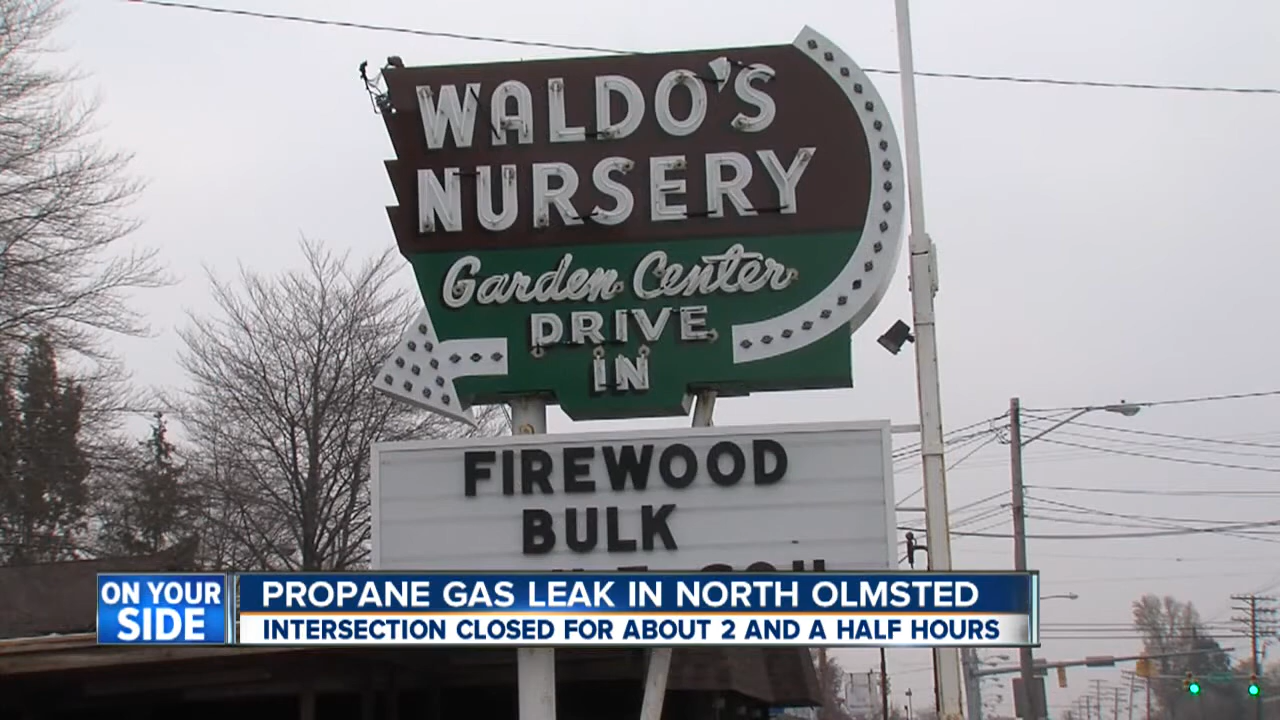 WALDO'S
NURSERY
Garden Center
DRIVE
IN
FIREWOOD
BULK
ON YOUR
SIDE
PROPANE GAS LEAK IN NORTH OLMSTED
INTERSECTION CLOSED FOR ABOUT 2 AND A HALF HOURS